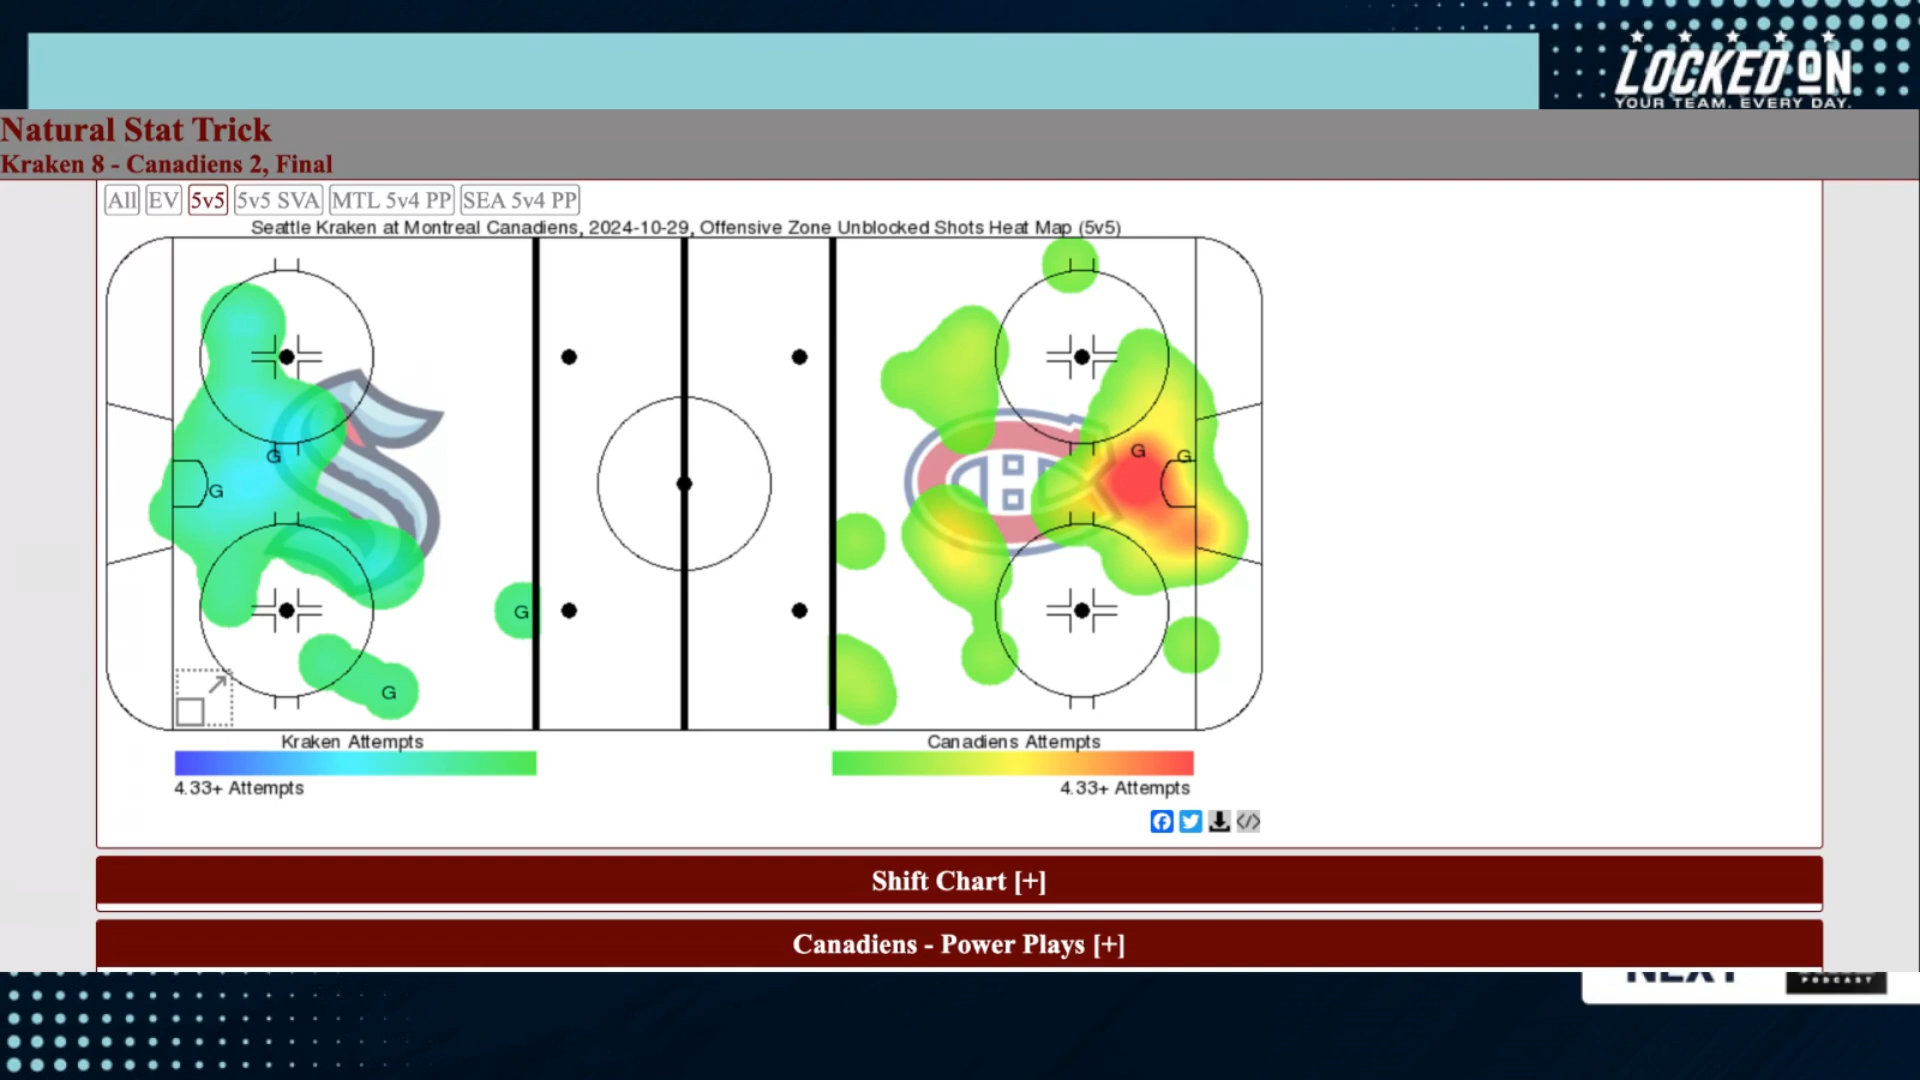 LOCKED ON
YOUR TEAM. EVERY DAY.
Natural Stat Trick
Kraken 8 - Canadiens 2, Final
All EV 5v5 5v5 SVA MTL 5v4 PP SEA 5v4 PP
Seattle Kraken at Montreal Canadiens, 2024-10-29, Offensive Zone Unblocked Shots Heat Map (5v5)
G
G
G
G
G
G
Kraken Attempts
Canadiens Attempts
4.33+ Attempts
4.33+ Attempts
Shift Chart [+]
Canadiens - Power Plays [+]
NEXT
PODCAST